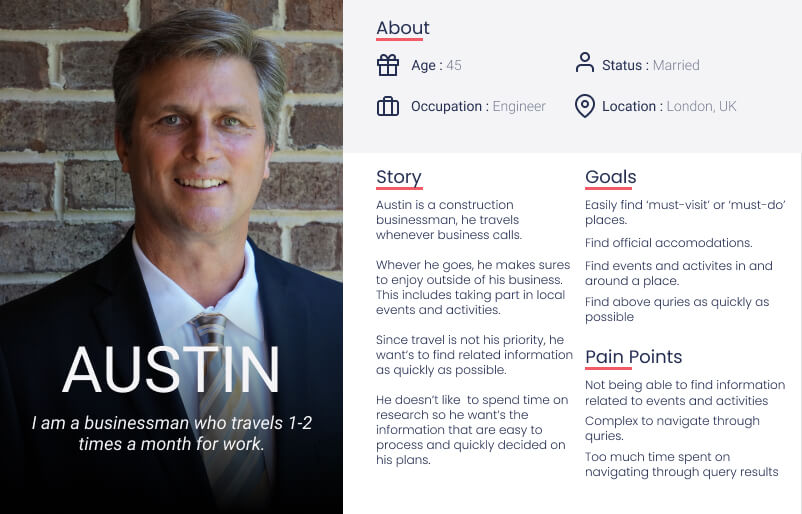 AUSTIN
I am a businessman who travels 1-2
times a month for work.
About
Age : 45
Status : Married
Occupation : Engineer
Location : London, UK
Story
Austin is a construction
businessman, he travels
whenever business calls.
Whever he goes, he makes sures
to enjoy outside of his business.
This includes taking part in local
events and activities.
Since travel is not his priority, he
want's to find related information
as quickly as possible.
He doesn't like  to spend time on
research so he want's the
information that are easy to
process and quickly decided on
his plans.
Goals
Easily find 'must-visit' or 'must-do'
places.
Find official accomodations.
Find events and activites in and
around a place.
Find above quries as quickly as
possible
Pain Points
Not being able to find information
related to events and activities
Complex to navigate through
quries.
Too much time spent on
navigating through query results